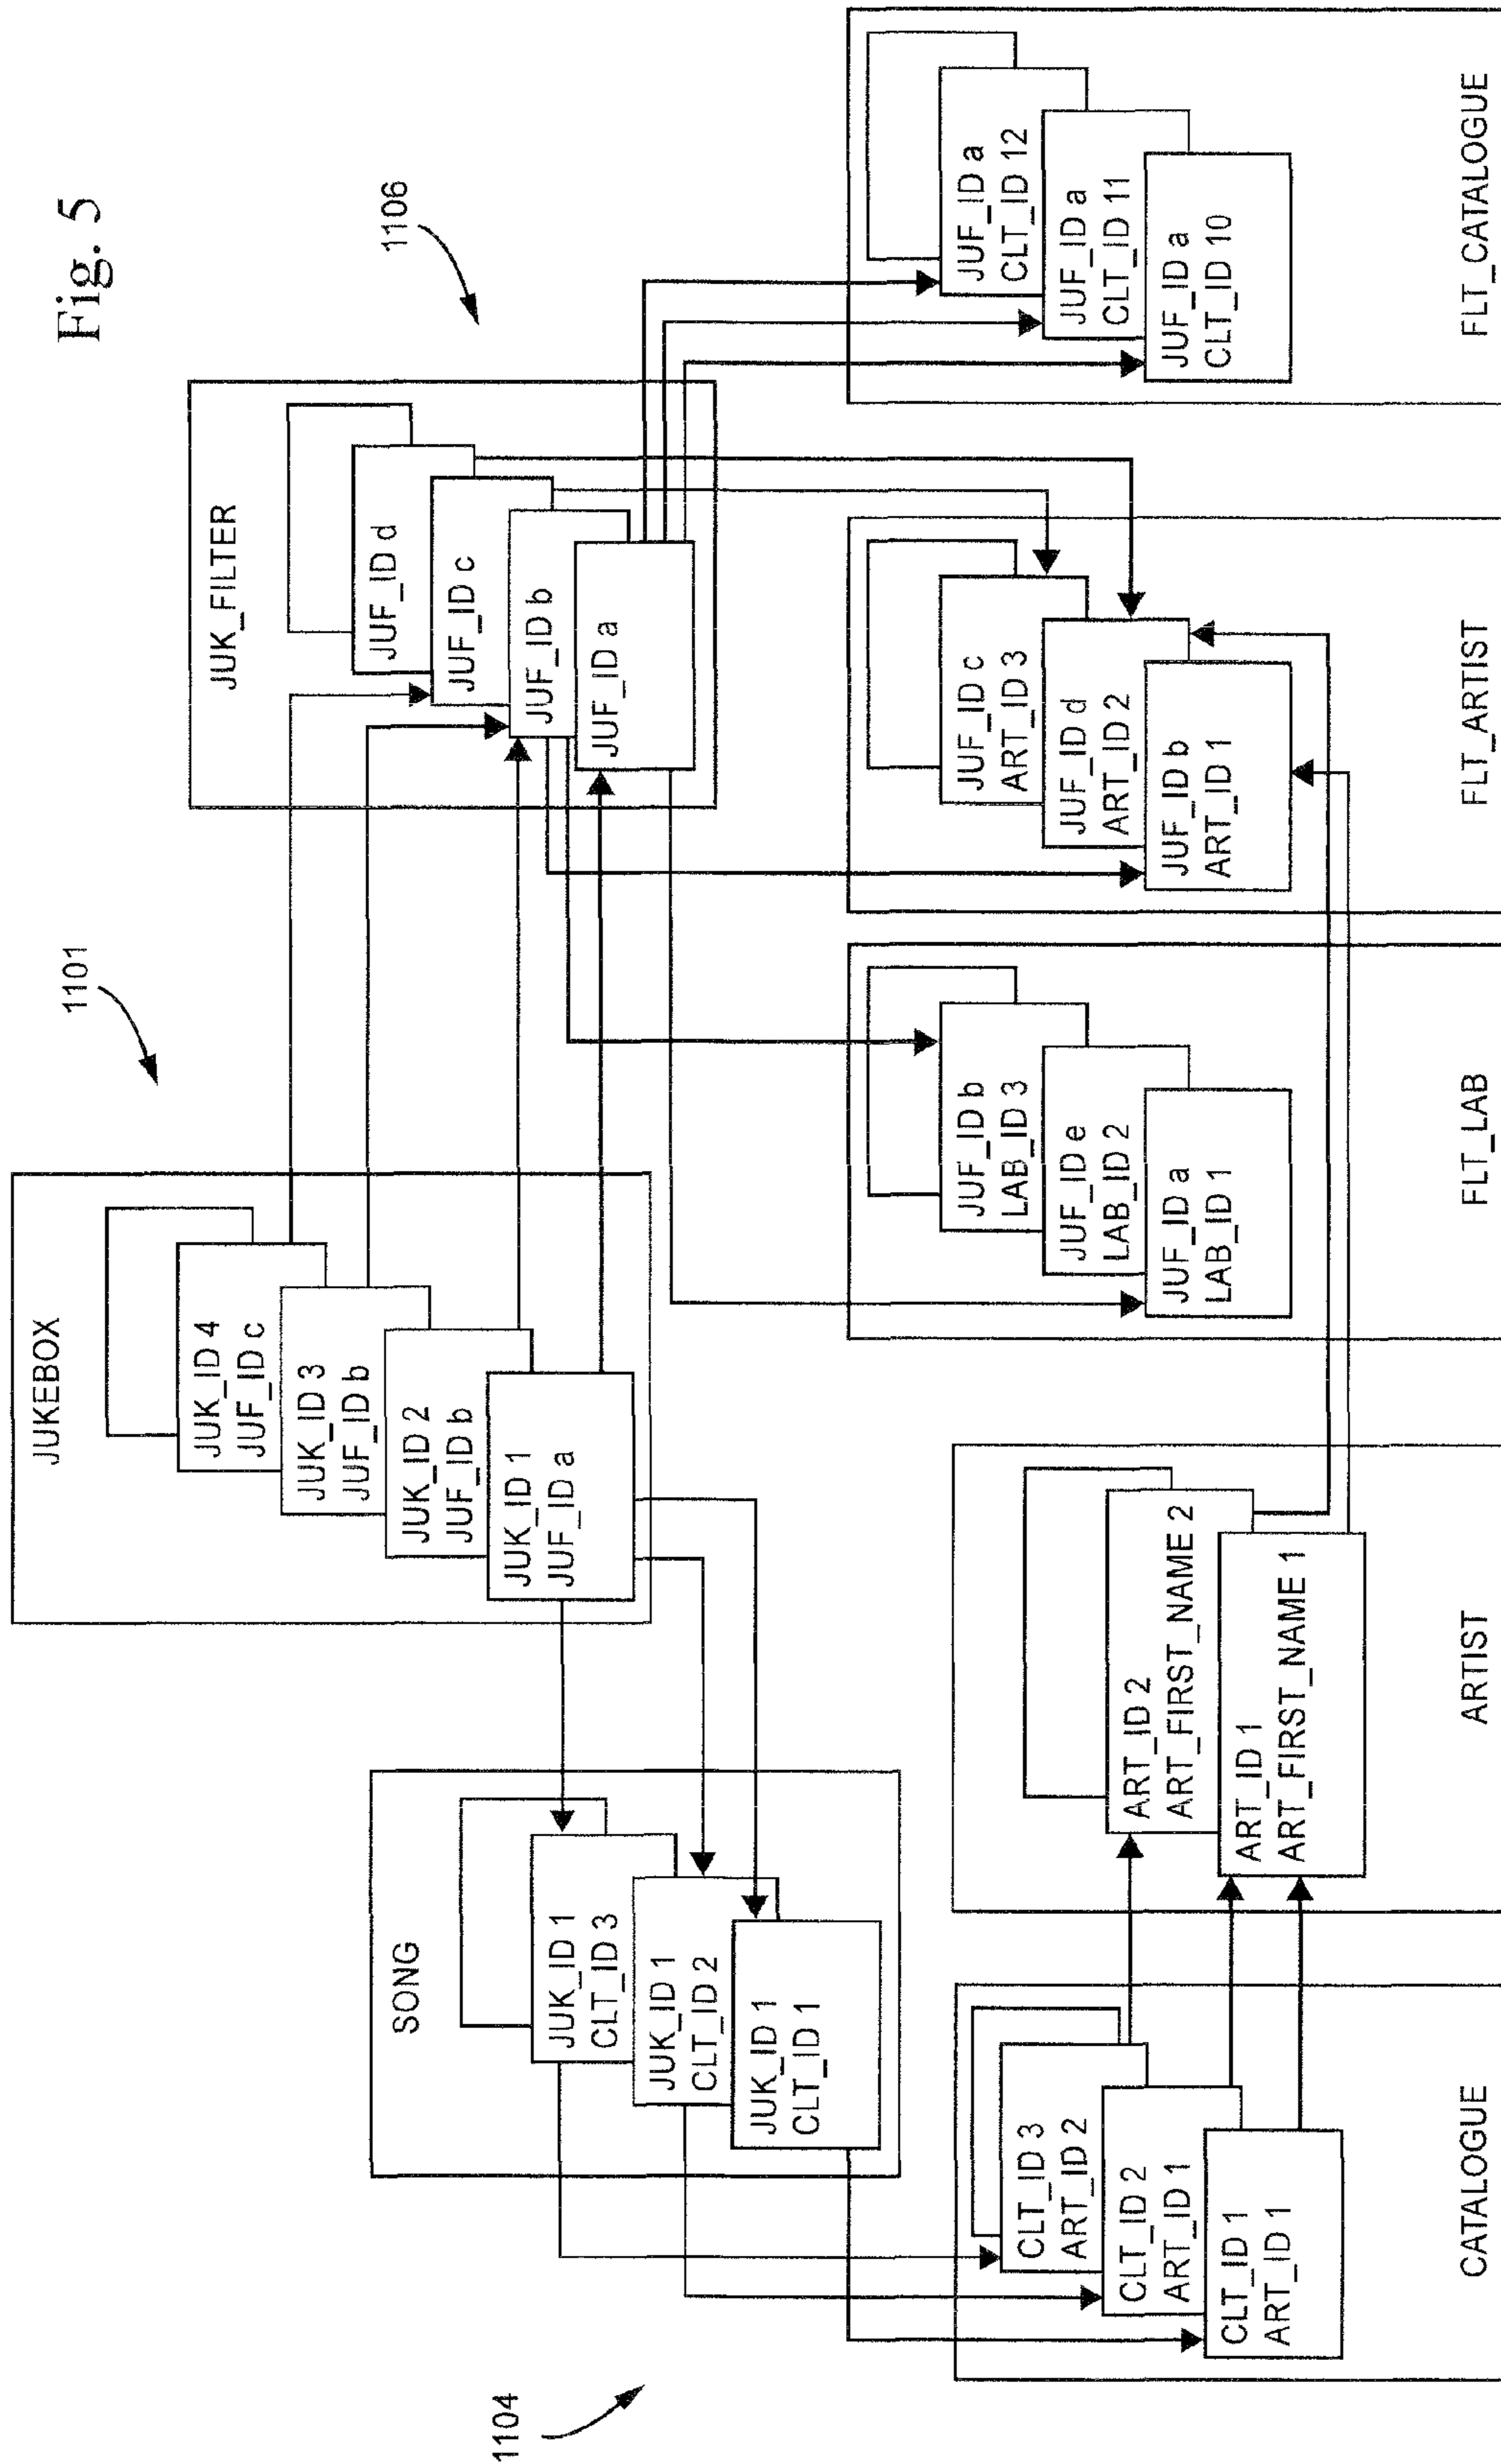 Fig. 5
1101
1106
1104
JUKEBOX
JUK_ID 4
JUF_ID c
JUK_ID 3
JUF_ID b
JUK_ID 2
JUF_ID b
JUK_ID 1
JUF_ID a
JUK_FILTER
JUF_ID d
JUF_ID c
JUF_ID b
JUF_ID a
SONG
JUK_ID 1
CLT_ID 3
JUK_ID 1
CLT_ID 2
JUK_ID 1
CLT_ID 1
CLT_ID 3
ART_ID 2
CLT_ID 2
ART_ID 1
CLT_ID 1
ART_ID 1
CATALOGUE
ART_ID 2
ART_FIRST_NAME 2
ART_ID 1
ART_FIRST_NAME 1
ARTIST
JUF_ID b
LAB_ID 3
JUF_ID e
LAB_ID 2
JUF_ID a
LAB_ID 1
FLT_LAB
JUF_ID c
ART_ID 3
JUF_ID d
ART_ID 2
JUF_ID b
ART_ID 1
FLT_ARTIST
JUF_ID a
CLT_ID 12
JUF_ID a
CLT_ID 11
JUF_ID a
CLT_ID 10
FLT_CATALOGUE